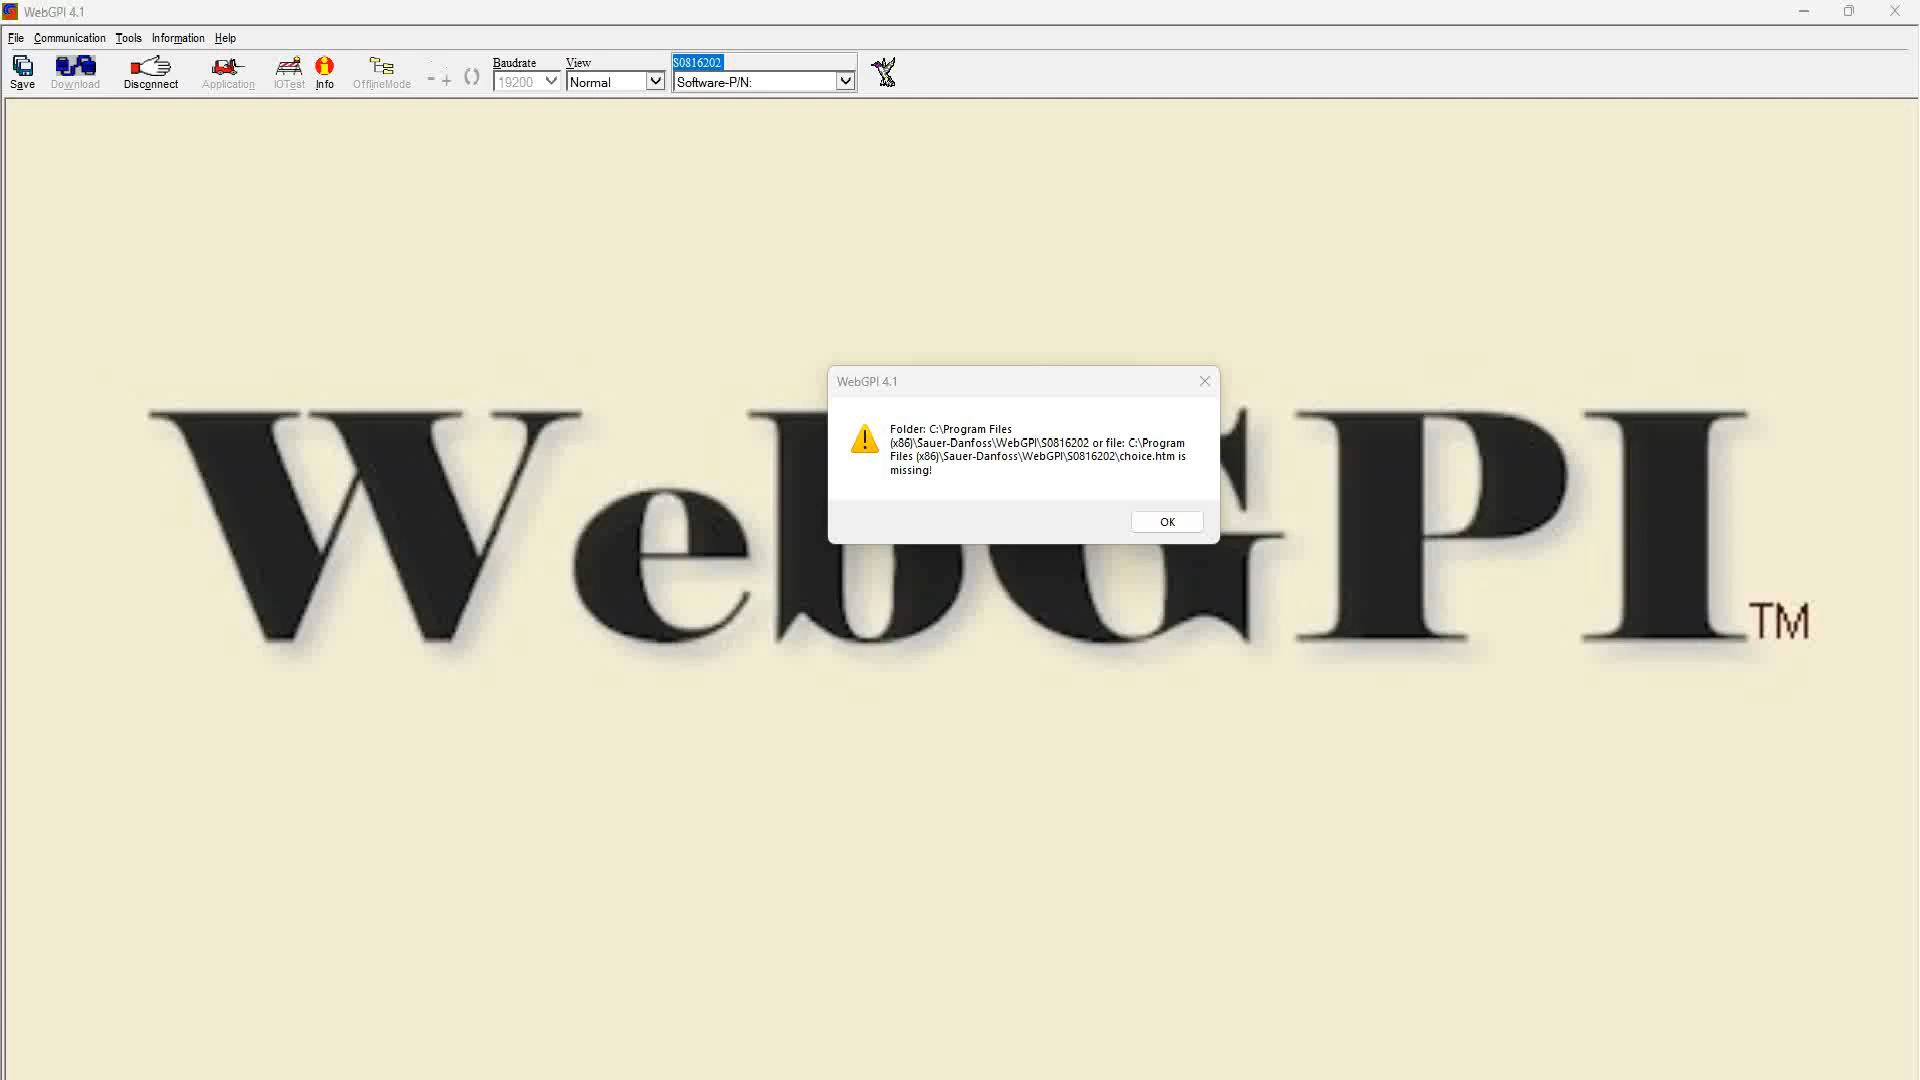 WebGPI 4.1
File Communication Tools Information Help
Save Download Disconnect Application IOTest Info OfflineMode - +
Baudrate View S0816202
19200 Normal Software-P/N:
WebGPI 4.1
Folder: C:\Program Files
(x86)\Sauer-Danfoss\WebGPI\S0816202 or file: C:\Program
Files (x86)\Sauer-Danfoss\WebGPI\S0816202\choice.htm is
missing!
OK
WebGPI TM